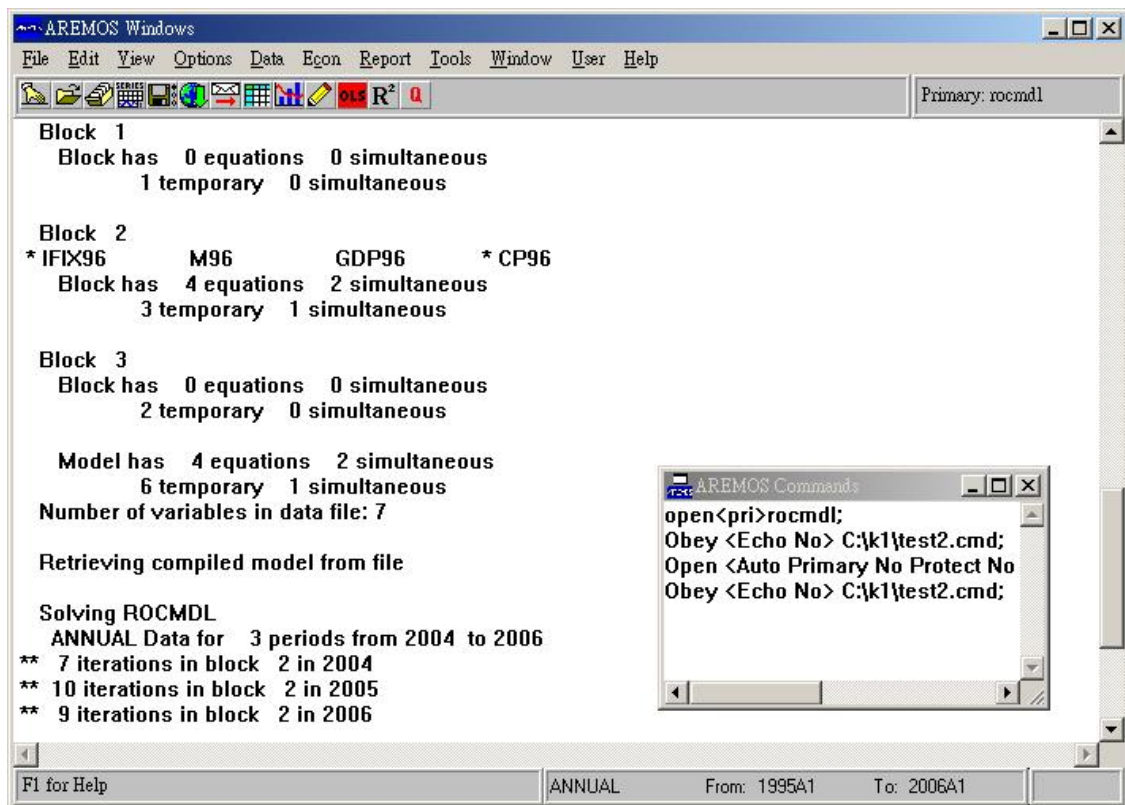 AREMOS Windows
File Edit View Options Data Econ Report Tools Window User Help
SERIES OLS R² Q Primary: rocmdl
Block 1
Block has 0 equations 0 simultaneous
1 temporary 0 simultaneous
Block 2
* IFIX96 M96 GDP96 * CP96
Block has 4 equations 2 simultaneous
3 temporary 1 simultaneous
Block 3
Block has 0 equations 0 simultaneous
2 temporary 0 simultaneous
Model has 4 equations 2 simultaneous
6 temporary 1 simultaneous
Number of variables in data file: 7
Retrieving compiled model from file
Solving ROCMDL
ANNUAL Data for 3 periods from 2004 to 2006
** 7 iterations in block 2 in 2004
** 10 iterations in block 2 in 2005
** 9 iterations in block 2 in 2006
AREMOS Commands
open<pri>rocmdl;
Obey <Echo No> C:\k1\test2.cmd;
Open <Auto Primary No Protect No
Obey <Echo No> C:\k1\test2.cmd;
F1 for Help ANNUAL From: 1995A1 To: 2006A1